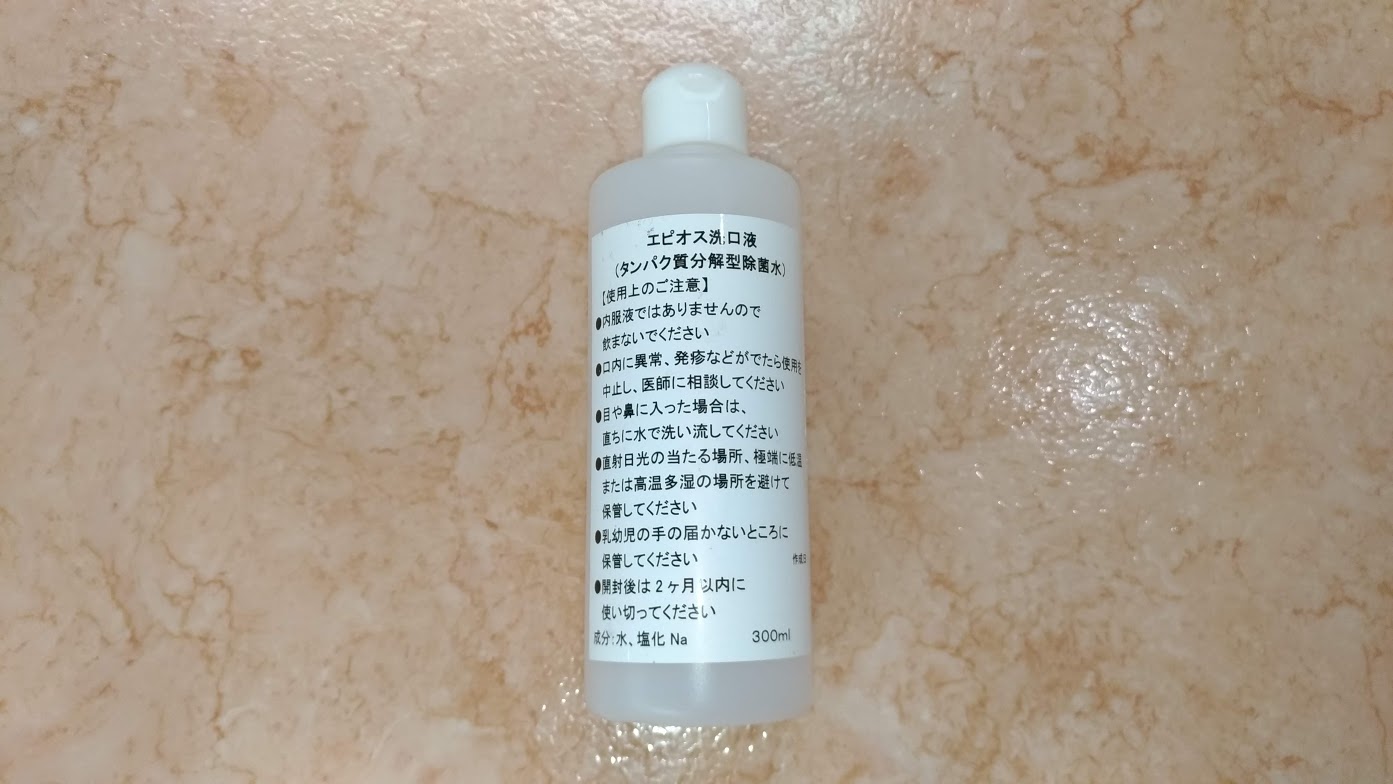 エピオス洗口液
(タンパク質分解型除菌水)
【使用上のご注意】
●内服液ではありませんので
飲まないでください
●口内に異常、発疹などがでたら使用を
中止し、医師に相談してください
●目や鼻に入った場合は、
直ちに水で洗い流してください
●直射日光の当たる場所、極端に低温
または高温多湿の場所を避けて
保管してください
●乳幼児の手の届かないところに
保管してください
作成日
●開封後は2ヶ月以内に
使い切ってください
成分:水、塩化Na 300ml